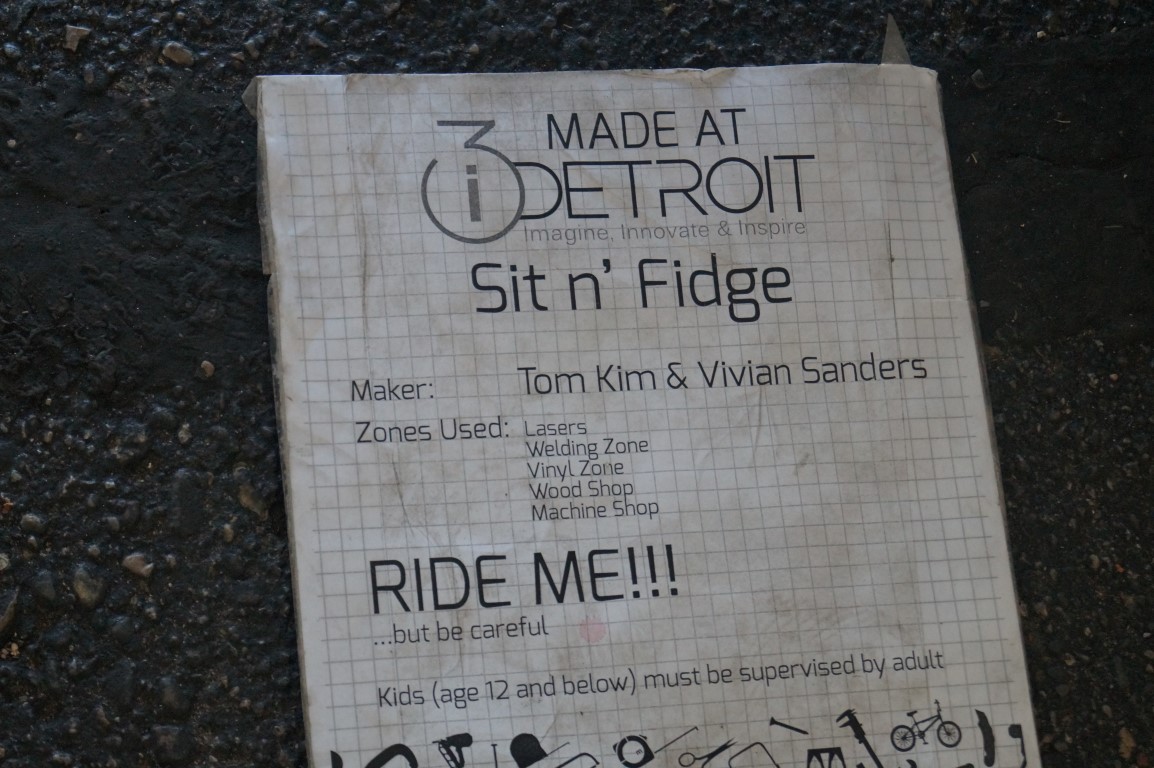 MADE AT
i3 DETROIT
Imagine, Innovate & Inspire
Sit n' Fidge
Maker: Tom Kim & Vivian Sanders
Zones Used: Lasers
Welding Zone
Vinyl Zone
Wood Shop
Machine Shop
RIDE ME!!!
...but be careful
Kids (age 12 and below) must be supervised by adult